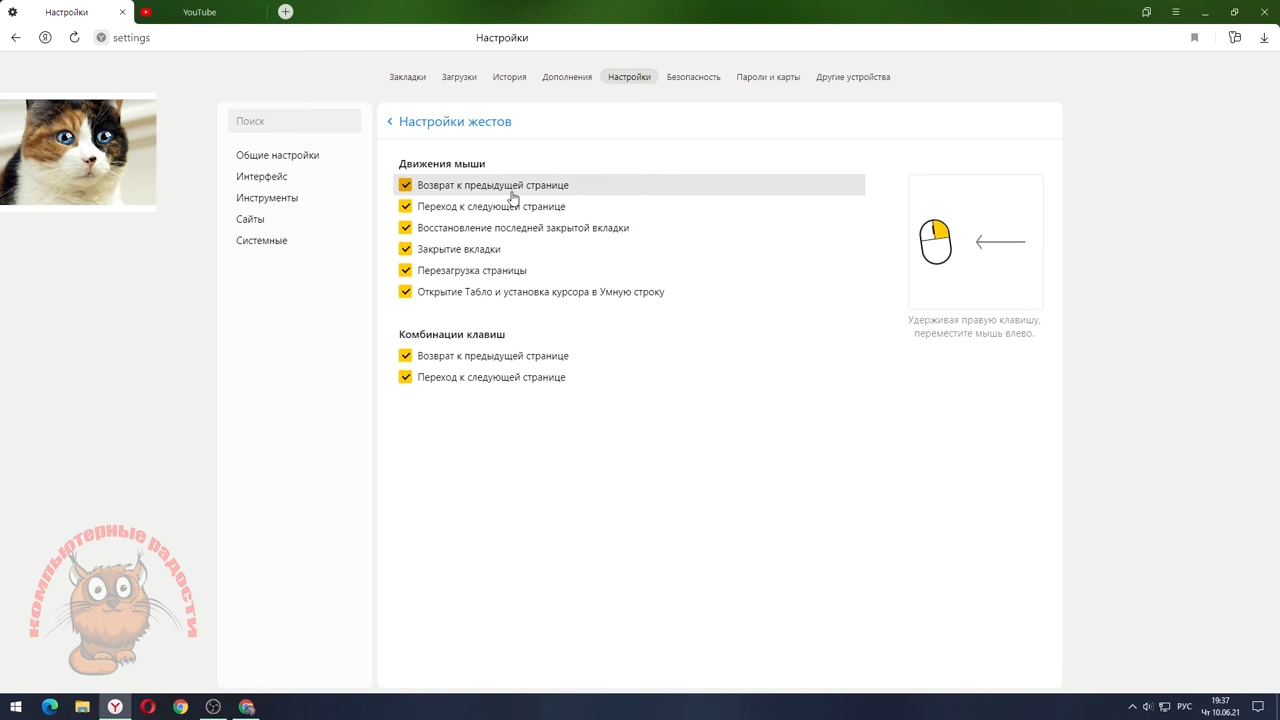 Настройки
YouTube
settings
Настройки
Закладки
Загрузки
История
Дополнения
Настройки
Безопасность
Пароли и карты
Другие устройства
Поиск
Общие настройки
Интерфейс
Инструменты
Сайты
Системные
Настройки жестов
Движения мыши
Возврат к предыдущей странице
Переход к следующей странице
Восстановление последней закрытой вкладки
Закрытие вкладки
Перезагрузка страницы
Открытие Табло и установка курсора в Умную строку
Комбинации клавиш
Возврат к предыдущей странице
Переход к следующей странице
Удерживая правую клавишу,
переместите мышь влево.
компьютерные радости
РУС
19:37
Чт 10.06.21